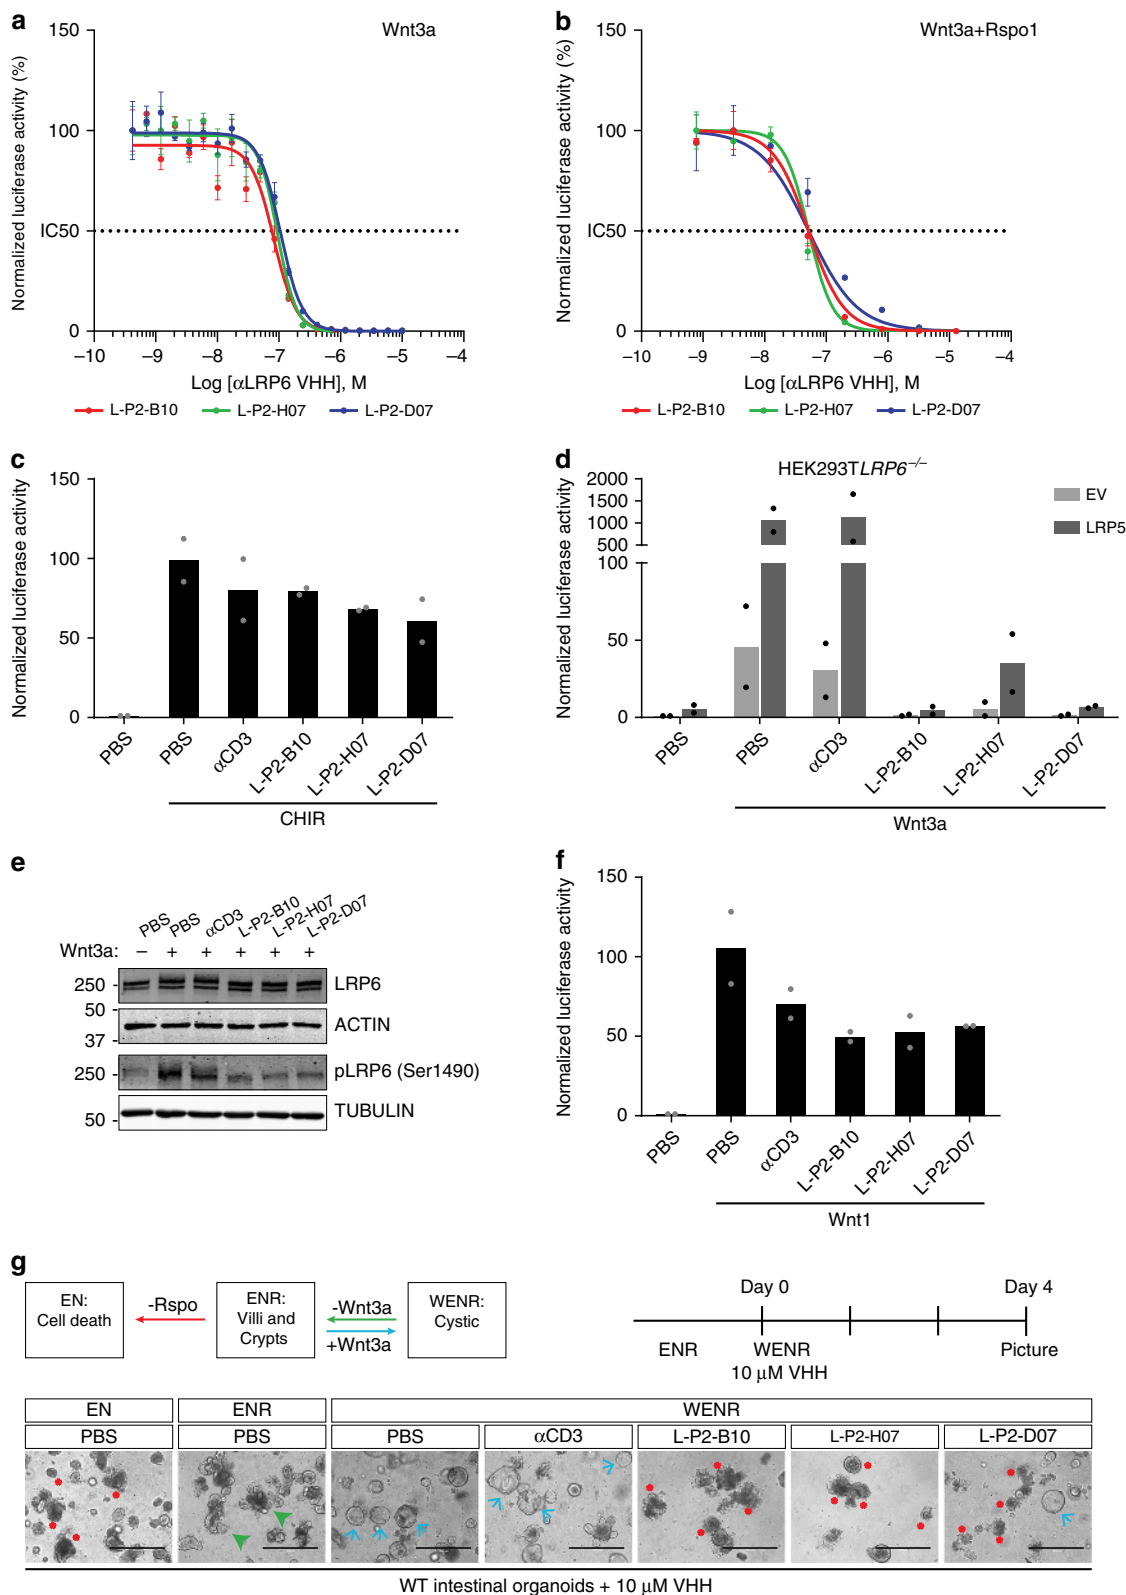 a
150
100
IC50
0
Normalized luciferase activity (%)
Wnt3a
–10
–9
–8
–7
–6
–5
–4
Log [αLRP6 VHH], M
L-P2-B10
L-P2-H07
L-P2-D07
b
150
100
IC50
0
Normalized luciferase activity (%)
Wnt3a+Rspo1
–10
–9
–8
–7
–6
–5
–4
Log [αLRP6 VHH], M
L-P2-B10
L-P2-H07
L-P2-D07
c
150
100
50
0
Normalized luciferase activity
PBS
PBS
αCD3
L-P2-B10
L-P2-H07
L-P2-D07
CHIR
d
HEK293TLRP6–/–
2000
1500
1000
500
100
50
0
Normalized luciferase activity
EV
LRP5
PBS
PBS
αCD3
L-P2-B10
L-P2-H07
L-P2-D07
Wnt3a
e
PBS
PBS
αCD3
L-P2-B10
L-P2-H07
L-P2-D07
Wnt3a: – + + + + +
250 - LRP6
50 -
ACTIN
37 -
250 - pLRP6 (Ser1490)
TUBULIN
50 -
f
150
100
50
0
Normalized luciferase activity
PBS
PBS
αCD3
L-P2-B10
L-P2-H07
L-P2-D07
Wnt1
g
EN:
Cell death
-Rspo
ENR:
Villi and
Crypts
-Wnt3a
+Wnt3a
WENR:
Cystic
Day 0
Day 4
ENR
WENR
10 μM VHH
Picture
EN
ENR
WENR
PBS
PBS
PBS
αCD3
L-P2-B10
L-P2-H07
L-P2-D07
WT intestinal organoids + 10 μM VHH